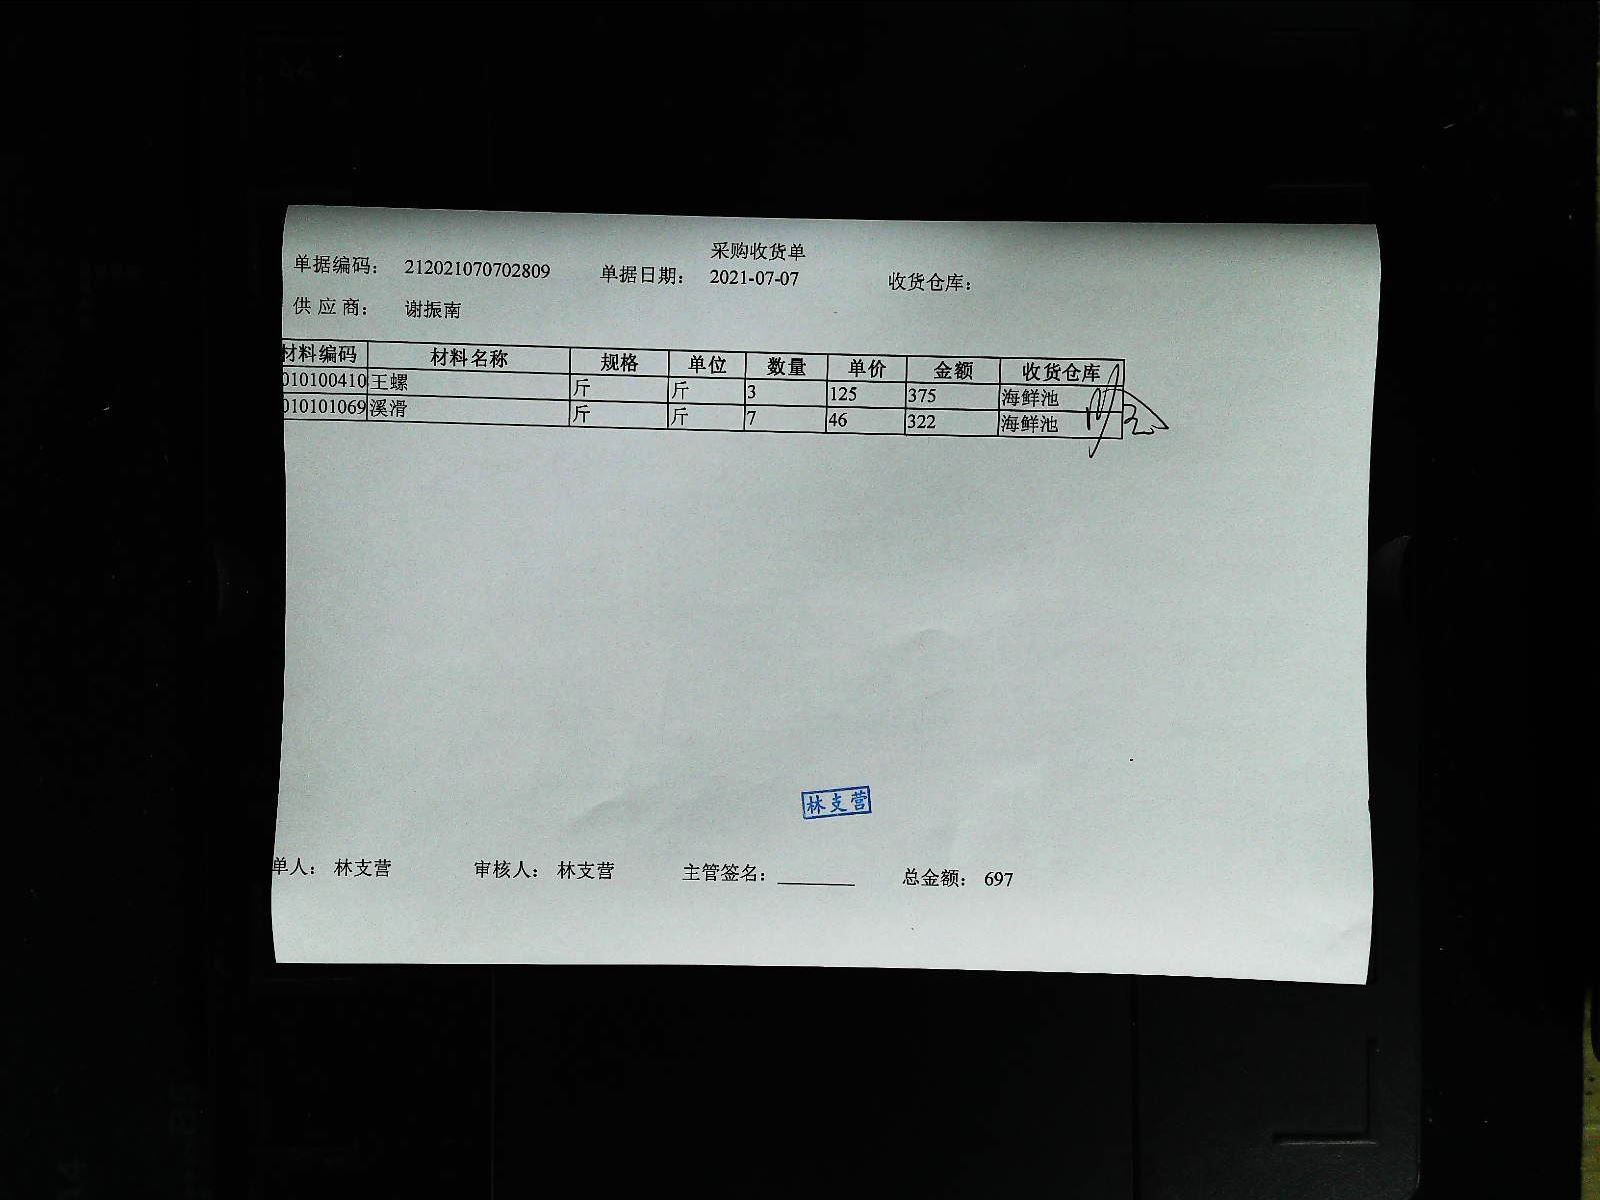 采购收货单
单据编码： 212021070702809 单据日期： 2021-07-07 收货仓库：
供 应 商： 谢振南
材料编码 材料名称 规格 单位 数量 单价 金额 收货仓库
010100410 王螺 斤 斤 3 125 375 海鲜池
010101069 溪滑 斤 斤 7 46 322 海鲜池
林支营
单人： 林支营 审核人： 林支营 主管签名： 总金额： 697